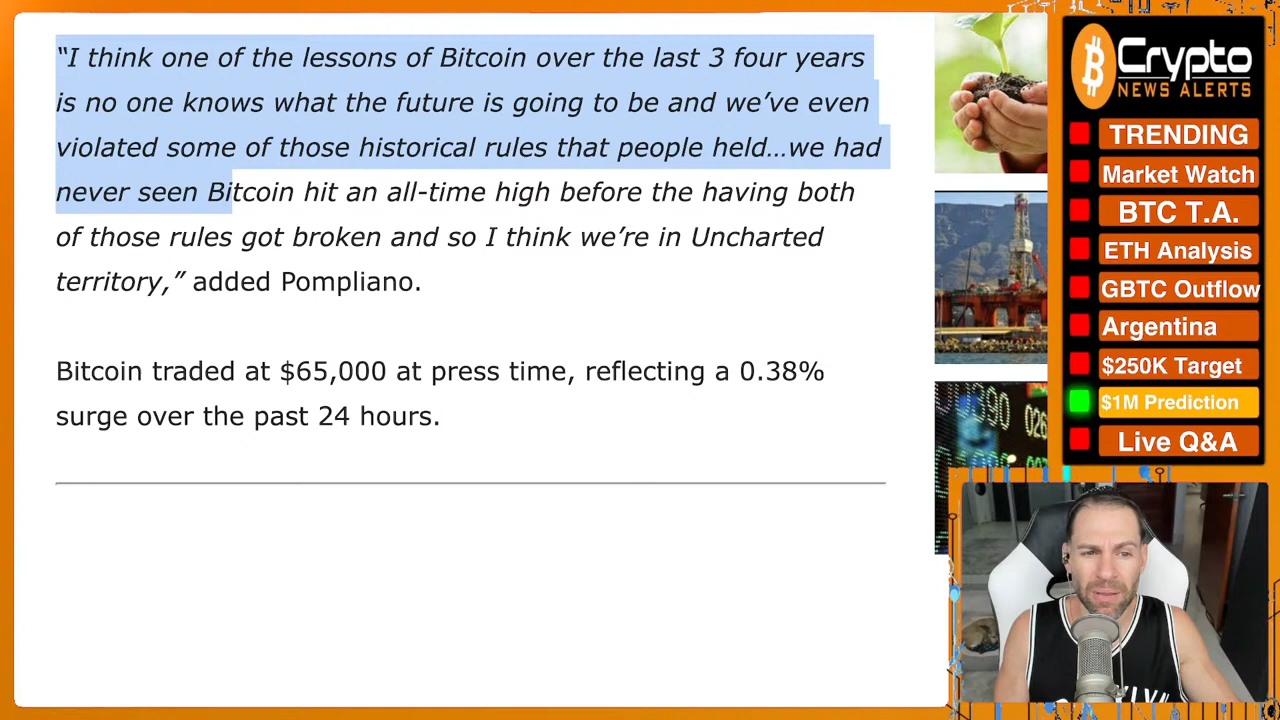 “I think one of the lessons of Bitcoin over the last 3 four years
is no one knows what the future is going to be and we’ve even
violated some of those historical rules that people held…we had
never seen Bitcoin hit an all-time high before the having both
of those rules got broken and so I think we’re in Uncharted
territory,” added Pompliano.
Bitcoin traded at $65,000 at press time, reflecting a 0.38%
surge over the past 24 hours.
Crypto
NEWS ALERTS
TRENDING
Market Watch
BTC T.A.
ETH Analysis
GBTC Outflow
Argentina
$250K Target
$1M Prediction
Live Q&A